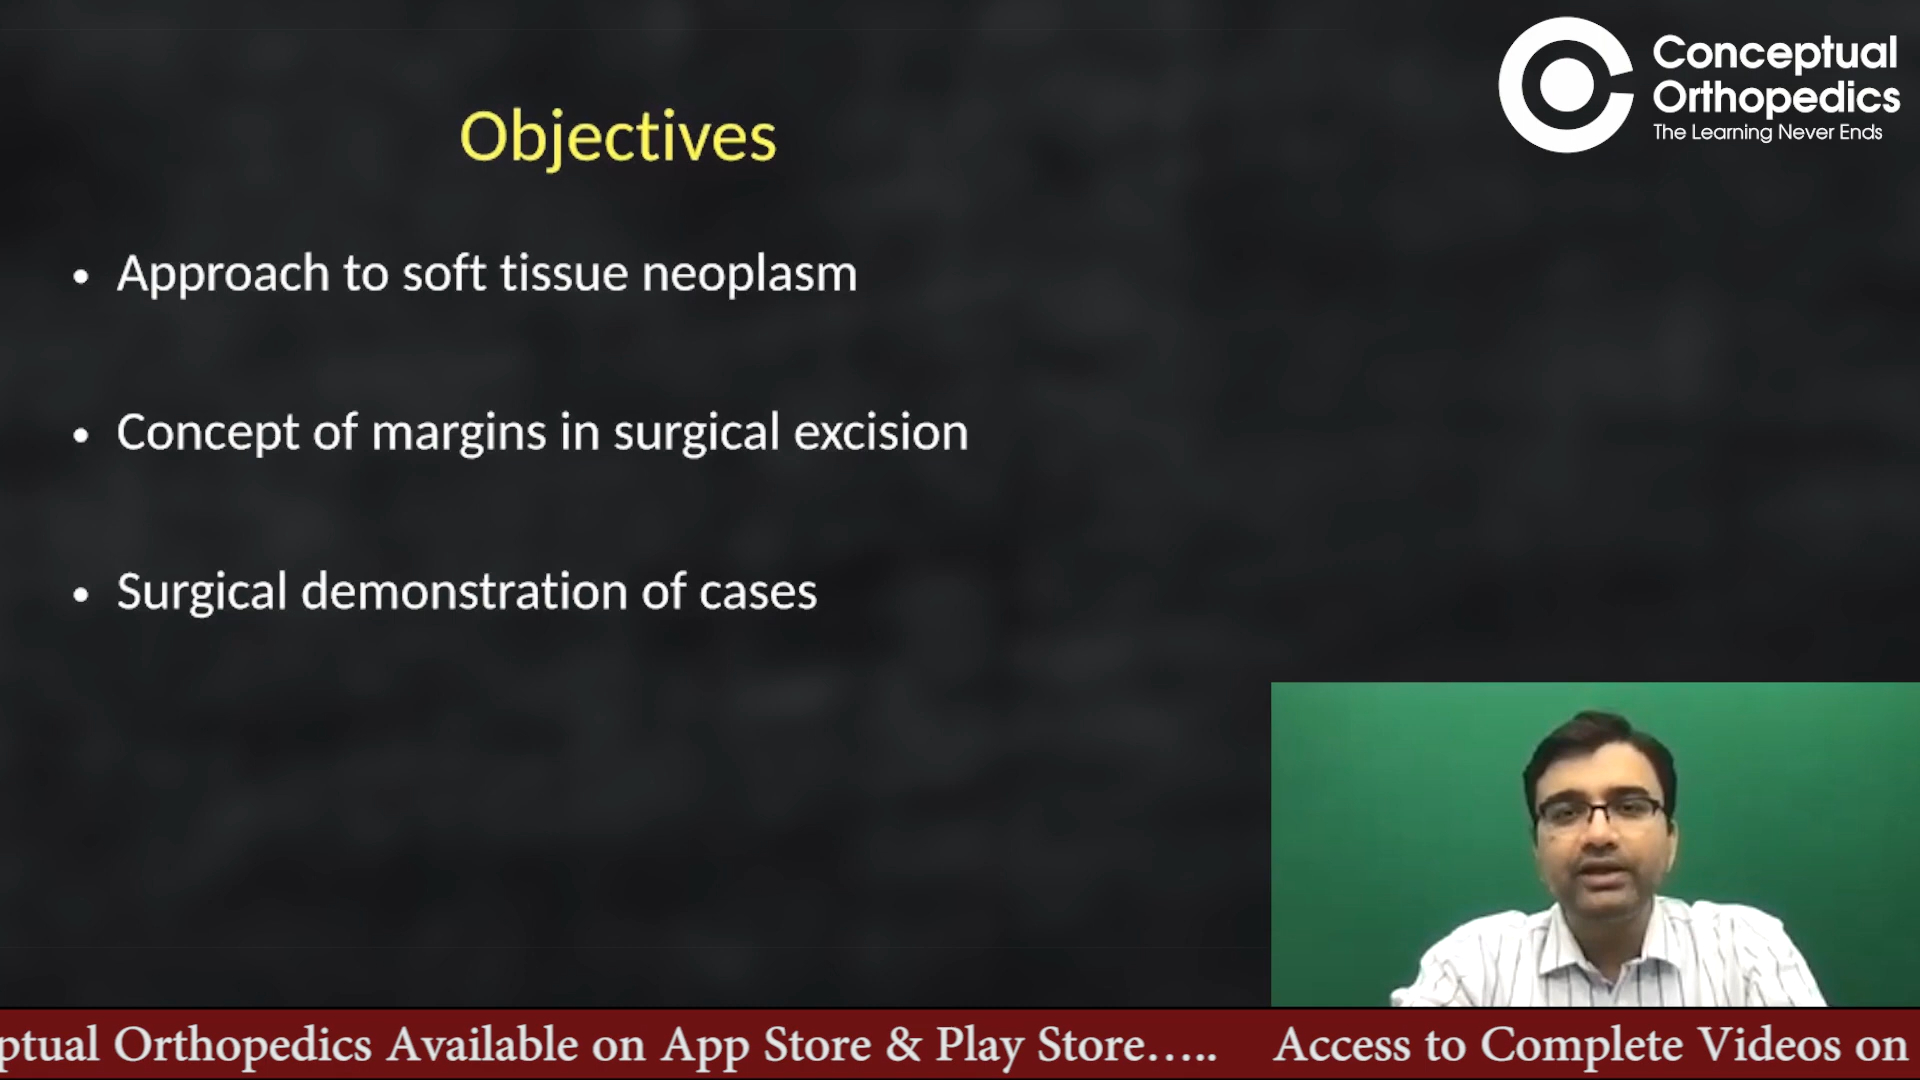 Conceptual
Orthopedics
The Learning Never Ends
Objectives
• Approach to soft tissue neoplasm
• Concept of margins in surgical excision
• Surgical demonstration of cases
ptual Orthopedics Available on App Store & Play Store….. Access to Complete Videos on